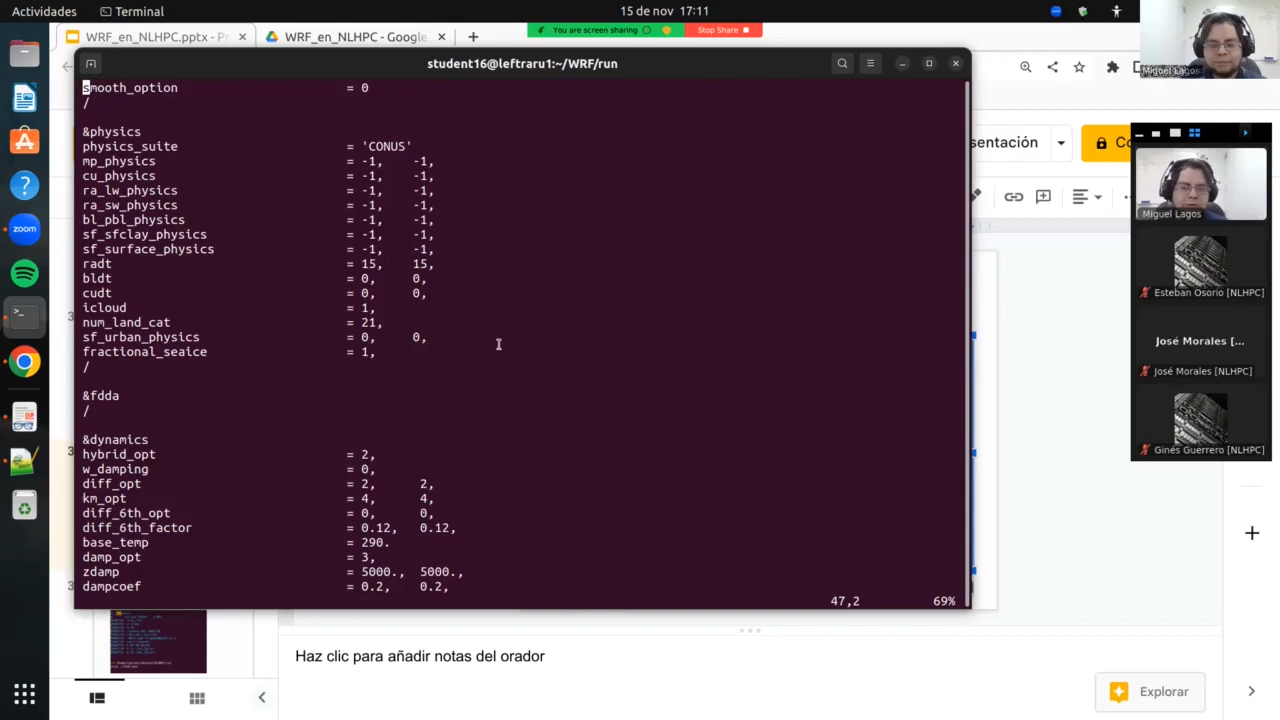 Actividades
Terminal
15 de nov 17:11
WRF_en_NLHPC.pptx - P
WRF_en_NLHPC - Google
You are screen sharing
Stop Share
student16@leftraru1:~/WRF/run
smooth_option = 0
/
&physics
physics_suite = 'CONUS'
mp_physics = -1, -1,
cu_physics = -1, -1,
ra_lw_physics = -1, -1,
ra_sw_physics = -1, -1,
bl_pbl_physics = -1, -1,
sf_sfclay_physics = -1, -1,
sf_surface_physics = -1, -1,
radt = 15, 15,
bldt = 0, 0,
cudt = 0, 0,
icloud = 1,
num_land_cat = 21,
sf_urban_physics = 0, 0,
fractional_seaice = 1,
/
&fdda
/
&dynamics
hybrid_opt = 2,
w_damping = 0,
diff_opt = 2, 2,
km_opt = 4, 4,
diff_6th_opt = 0, 0,
diff_6th_factor = 0.12, 0.12,
base_temp = 290.
damp_opt = 3,
zdamp = 5000., 5000.,
dampcoef = 0.2, 0.2,
47,2 69%
sentación
Co
zoom
Miguel Lagos
Miguel Lagos
Esteban Osorio [NLHPC]
José Morales [...
José Morales [NLHPC]
Ginés Guerrero [NLHPC]
Haz clic para añadir notas del orador
Explorar